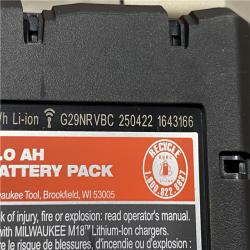 h Li-ion G29NRVBC 250422 1643166
.0 AH
ATTERY PACK
aukee Tool, Brookfield, WI 53005
RECYCLE
1.800.822.8837
k of injury, fire or explosion: read operator's manual.
with MILWAUKEE M18™ Lithium-Ion chargers.
e risque de blessures, d'incendie ou d'explosion